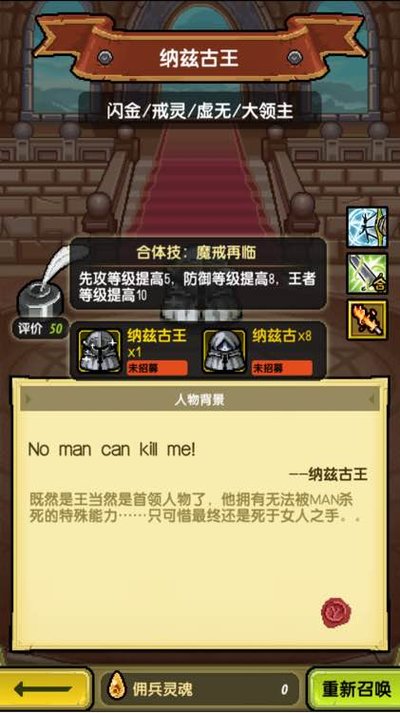 纳兹古王
闪金/戒灵/虚无/大领主
合体技：魔戒再临
先攻等级提高5，防御等级提高8，王者
等级提高10
合
评价 50
纳兹古王
x1
未招募
纳兹古x8
未招募
人物背景
No man can kill me!
--纳兹古王
既然是王当然是首领人物了，他拥有无法被MAN杀
死的特殊能力……只可惜最终还是死于女人之手。。
佣兵灵魂
0
重新召唤